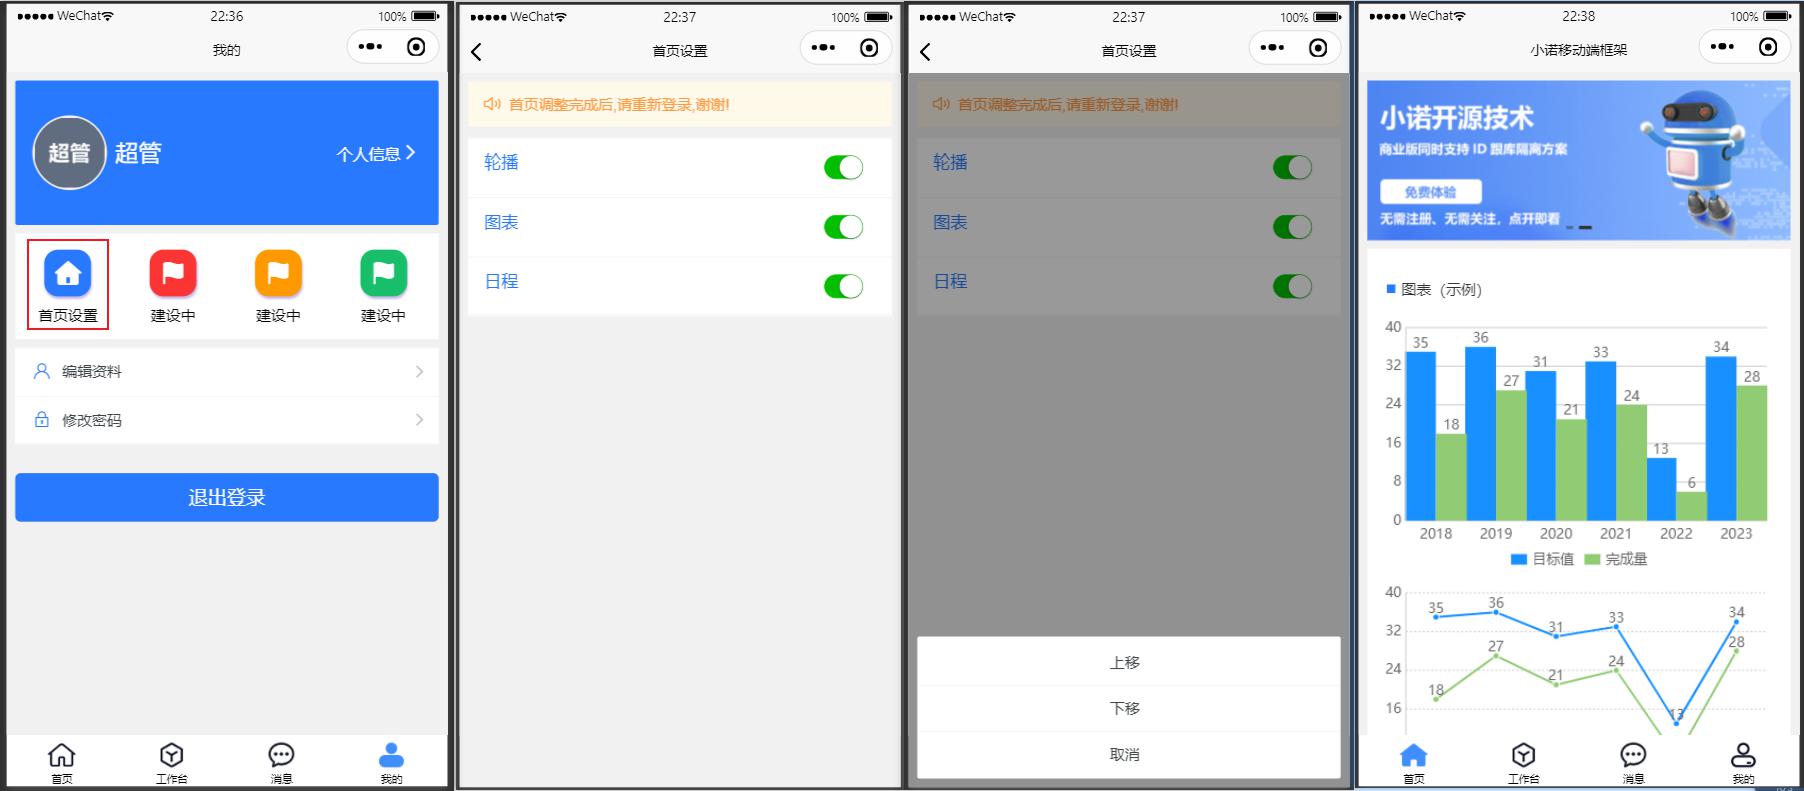 WeChat
22:36
100%
我的
超管
超管
个人信息
首页设置
建设中
建设中
建设中
编辑资料
修改密码
退出登录
首页
工作台
消息
我的
WeChat
22:37
100%
首页设置
首页调整完成后,请重新登录,谢谢!
轮播
图表
日程
WeChat
22:37
100%
首页设置
首页调整完成后,请重新登录,谢谢!
轮播
图表
日程
上移
下移
取消
WeChat
22:38
100%
小诺移动端框架
小诺开源技术
商业版同时支持 ID 跟库隔离方案
免费体验
无需注册、无需关注，点开即看
图表（示例）
40
32
24
16
8
0
35
18
36
27
31
21
33
24
13
6
34
28
2018
2019
2020
2021
2022
2023
目标值
完成量
40
32
24
16
35
36
31
33
13
34
18
27
21
24
28
首页
工作台
消息
我的